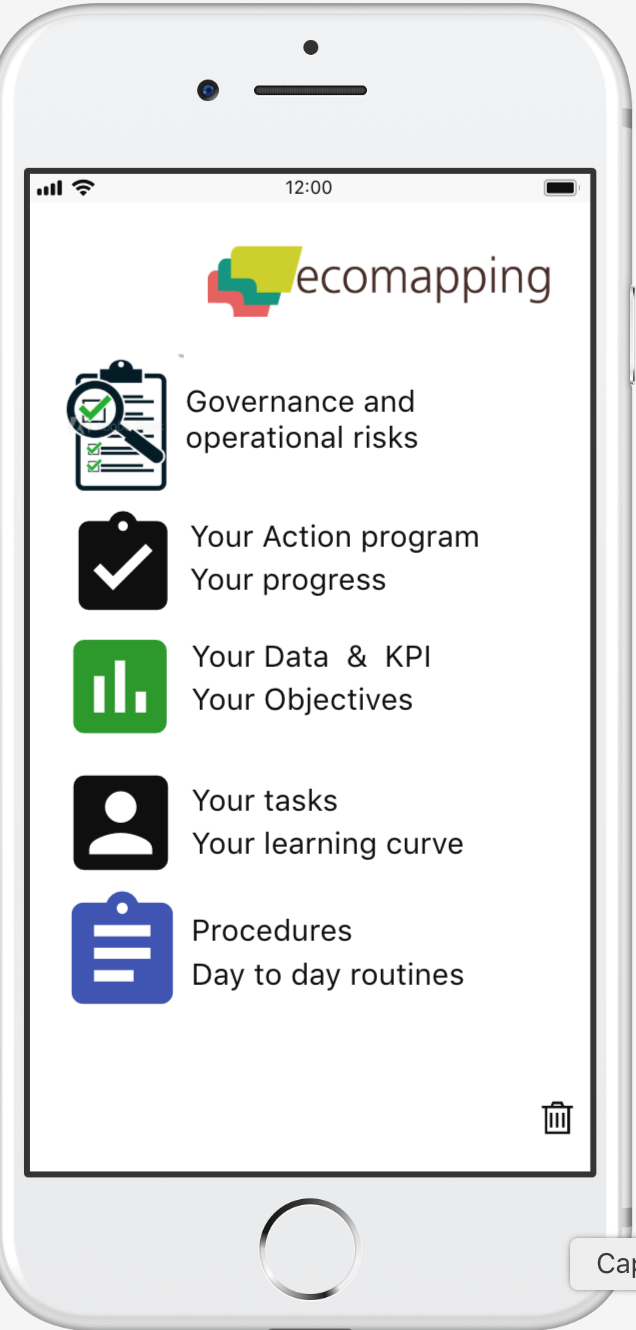 12:00
ecomapping
Governance and
operational risks
Your Action program
Your progress
Your Data & KPI
Your Objectives
Your tasks
Your learning curve
Procedures
Day to day routines
Cap